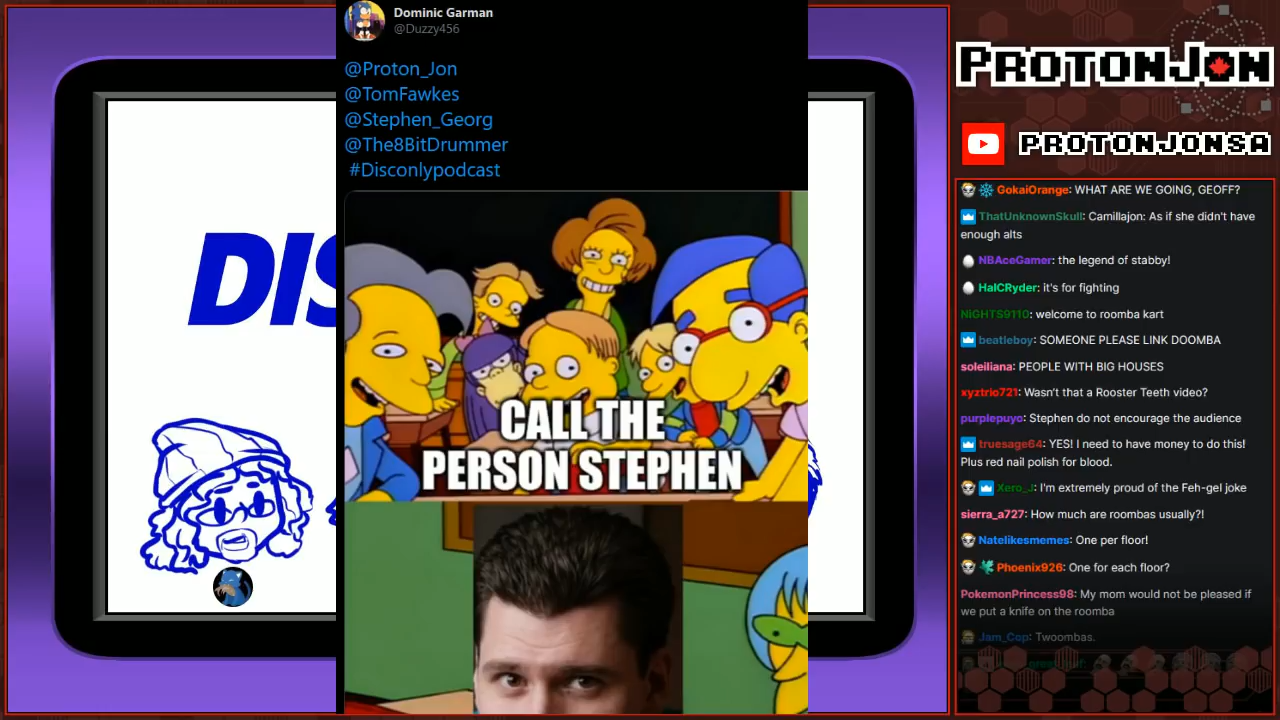 Dominic Garman
@Duzzy456
@Proton_Jon
@TomFawkes
@Stephen_Georg
@The8BitDrummer
#Disconlypodcast
DIS
CALL THE
PERSON STEPHEN
PROTONJON
PROTONJONSA
GokaiOrange: WHAT ARE WE GOING, GEOFF?
ThatUnknownSkull: Camillajon: As if she didn't have
enough alts
NBAceGamer: the legend of stabby!
HalCRyder: it's for fighting
NiGHTS9110: welcome to roomba kart
beatleboy: SOMEONE PLEASE LINK DOOMBA
soleiliana: PEOPLE WITH BIG HOUSES
xyztrio721: Wasn't that a Rooster Teeth video?
purplepuyo: Stephen do not encourage the audience
truesage64: YES! I need to have money to do this!
Plus red nail polish for blood.
Xero_J: I'm extremely proud of the Feh-gel joke
sierra_a727: How much are roombas usually?!
Natelikesmemes: One per floor!
Phoenix926: One for each floor?
PokemonPrincess98: My mom would not be pleased if
we put a knife on the roomba
Jam_Cop: Twoombas.